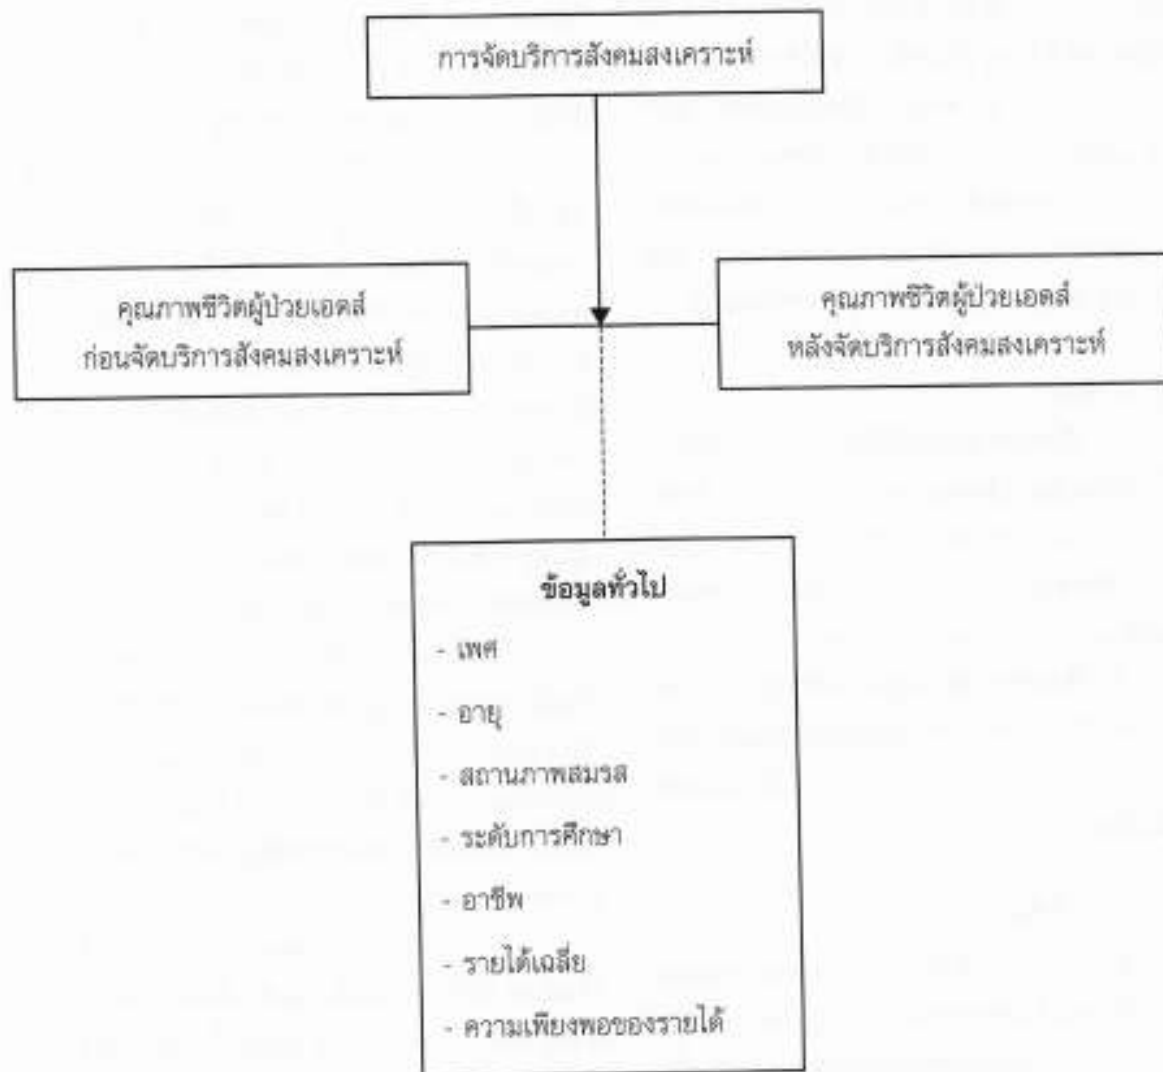 การจัดบริการสังคมสงเคราะห์
คุณภาพชีวิตผู้ป่วยเอดส์
ก่อนจัดบริการสังคมสงเคราะห์
คุณภาพชีวิตผู้ป่วยเอดส์
หลังจัดบริการสังคมสงเคราะห์
ข้อมูลทั่วไป
- เพศ
- อายุ
- สถานภาพสมรส
- ระดับการศึกษา
- อาชีพ
- รายได้เฉลี่ย
- ความเพียงพอของรายได้